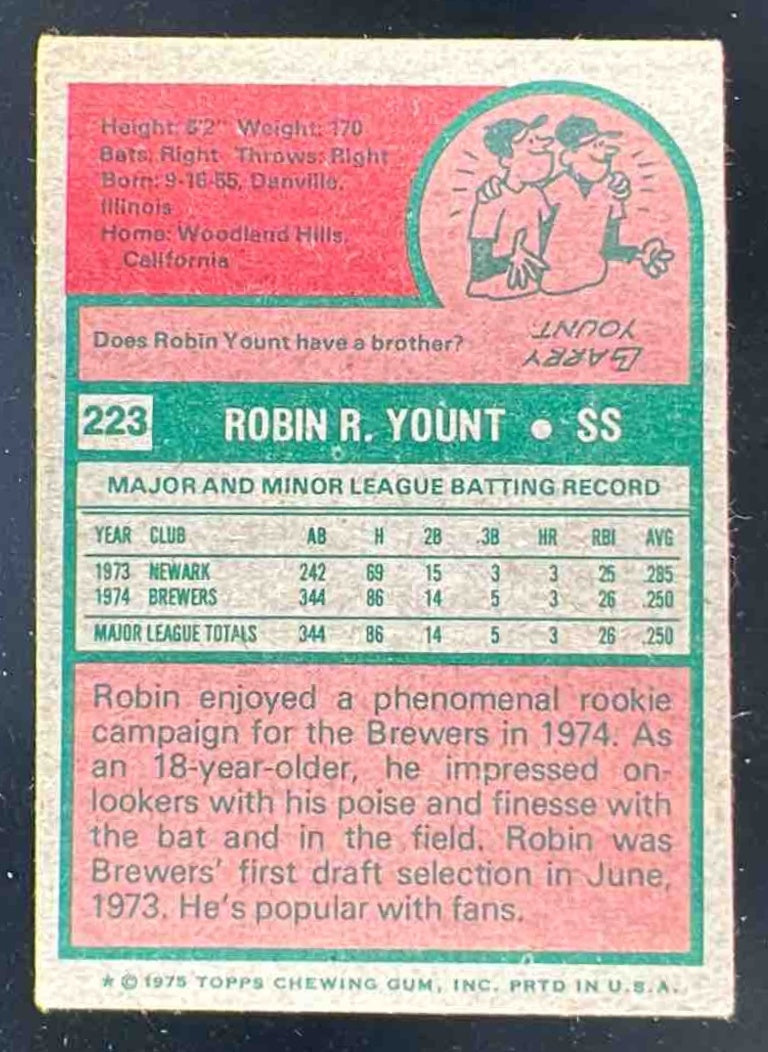 Height: 6'2" Weight: 170
Bats: Right Throws: Right
Born: 9-16-55, Danville,
Illinois
Home: Woodland Hills,
California
Does Robin Yount have a brother?
GARRY
YOUNT
223 ROBIN R. YOUNT • SS
MAJOR AND MINOR LEAGUE BATTING RECORD
YEAR CLUB AB H 2B .3B HR RBI AVG
1973 NEWARK 242 69 15 3 3 25 .285
1974 BREWERS 344 86 14 5 3 26 .250
MAJOR LEAGUE TOTALS 344 86 14 5 3 26 .250
Robin enjoyed a phenomenal rookie
campaign for the Brewers in 1974. As
an 18-year-older, he impressed on-
lookers with his poise and finesse with
the bat and in the field. Robin was
Brewers' first draft selection in June,
1973. He's popular with fans.
* © 1975 TOPPS CHEWING GUM, INC. PRTD IN U.S.A.